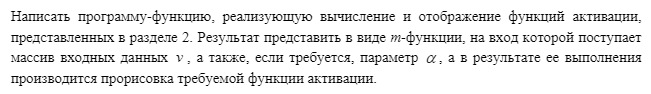 Написать программу-функцию, реализующую вычисление и отображение функций активации,
представленных в разделе 2. Результат представить в виде m-функции, на вход которой поступает
массив входных данных v , а также, если требуется, параметр α , а в результате ее выполнения
производится прорисовка требуемой функции активации.